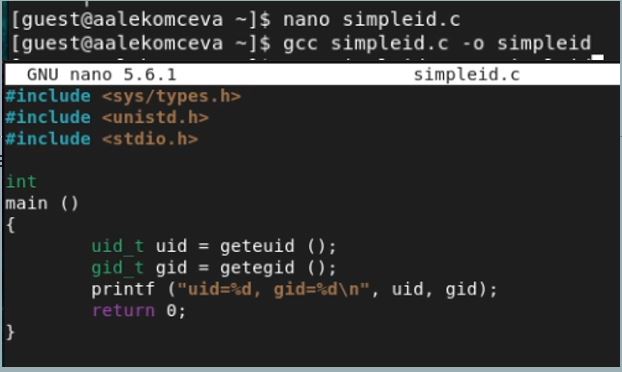 [guest@aalekomceva ~]$ nano simpleid.c
[guest@aalekomceva ~]$ gcc simpleid.c -o simpleid
GNU nano 5.6.1 simpleid.c
#include <sys/types.h>
#include <unistd.h>
#include <stdio.h>
int
main ()
{
uid_t uid = geteuid ();
gid_t gid = getegid ();
printf ("uid=%d, gid=%d\n", uid, gid);
return 0;
}